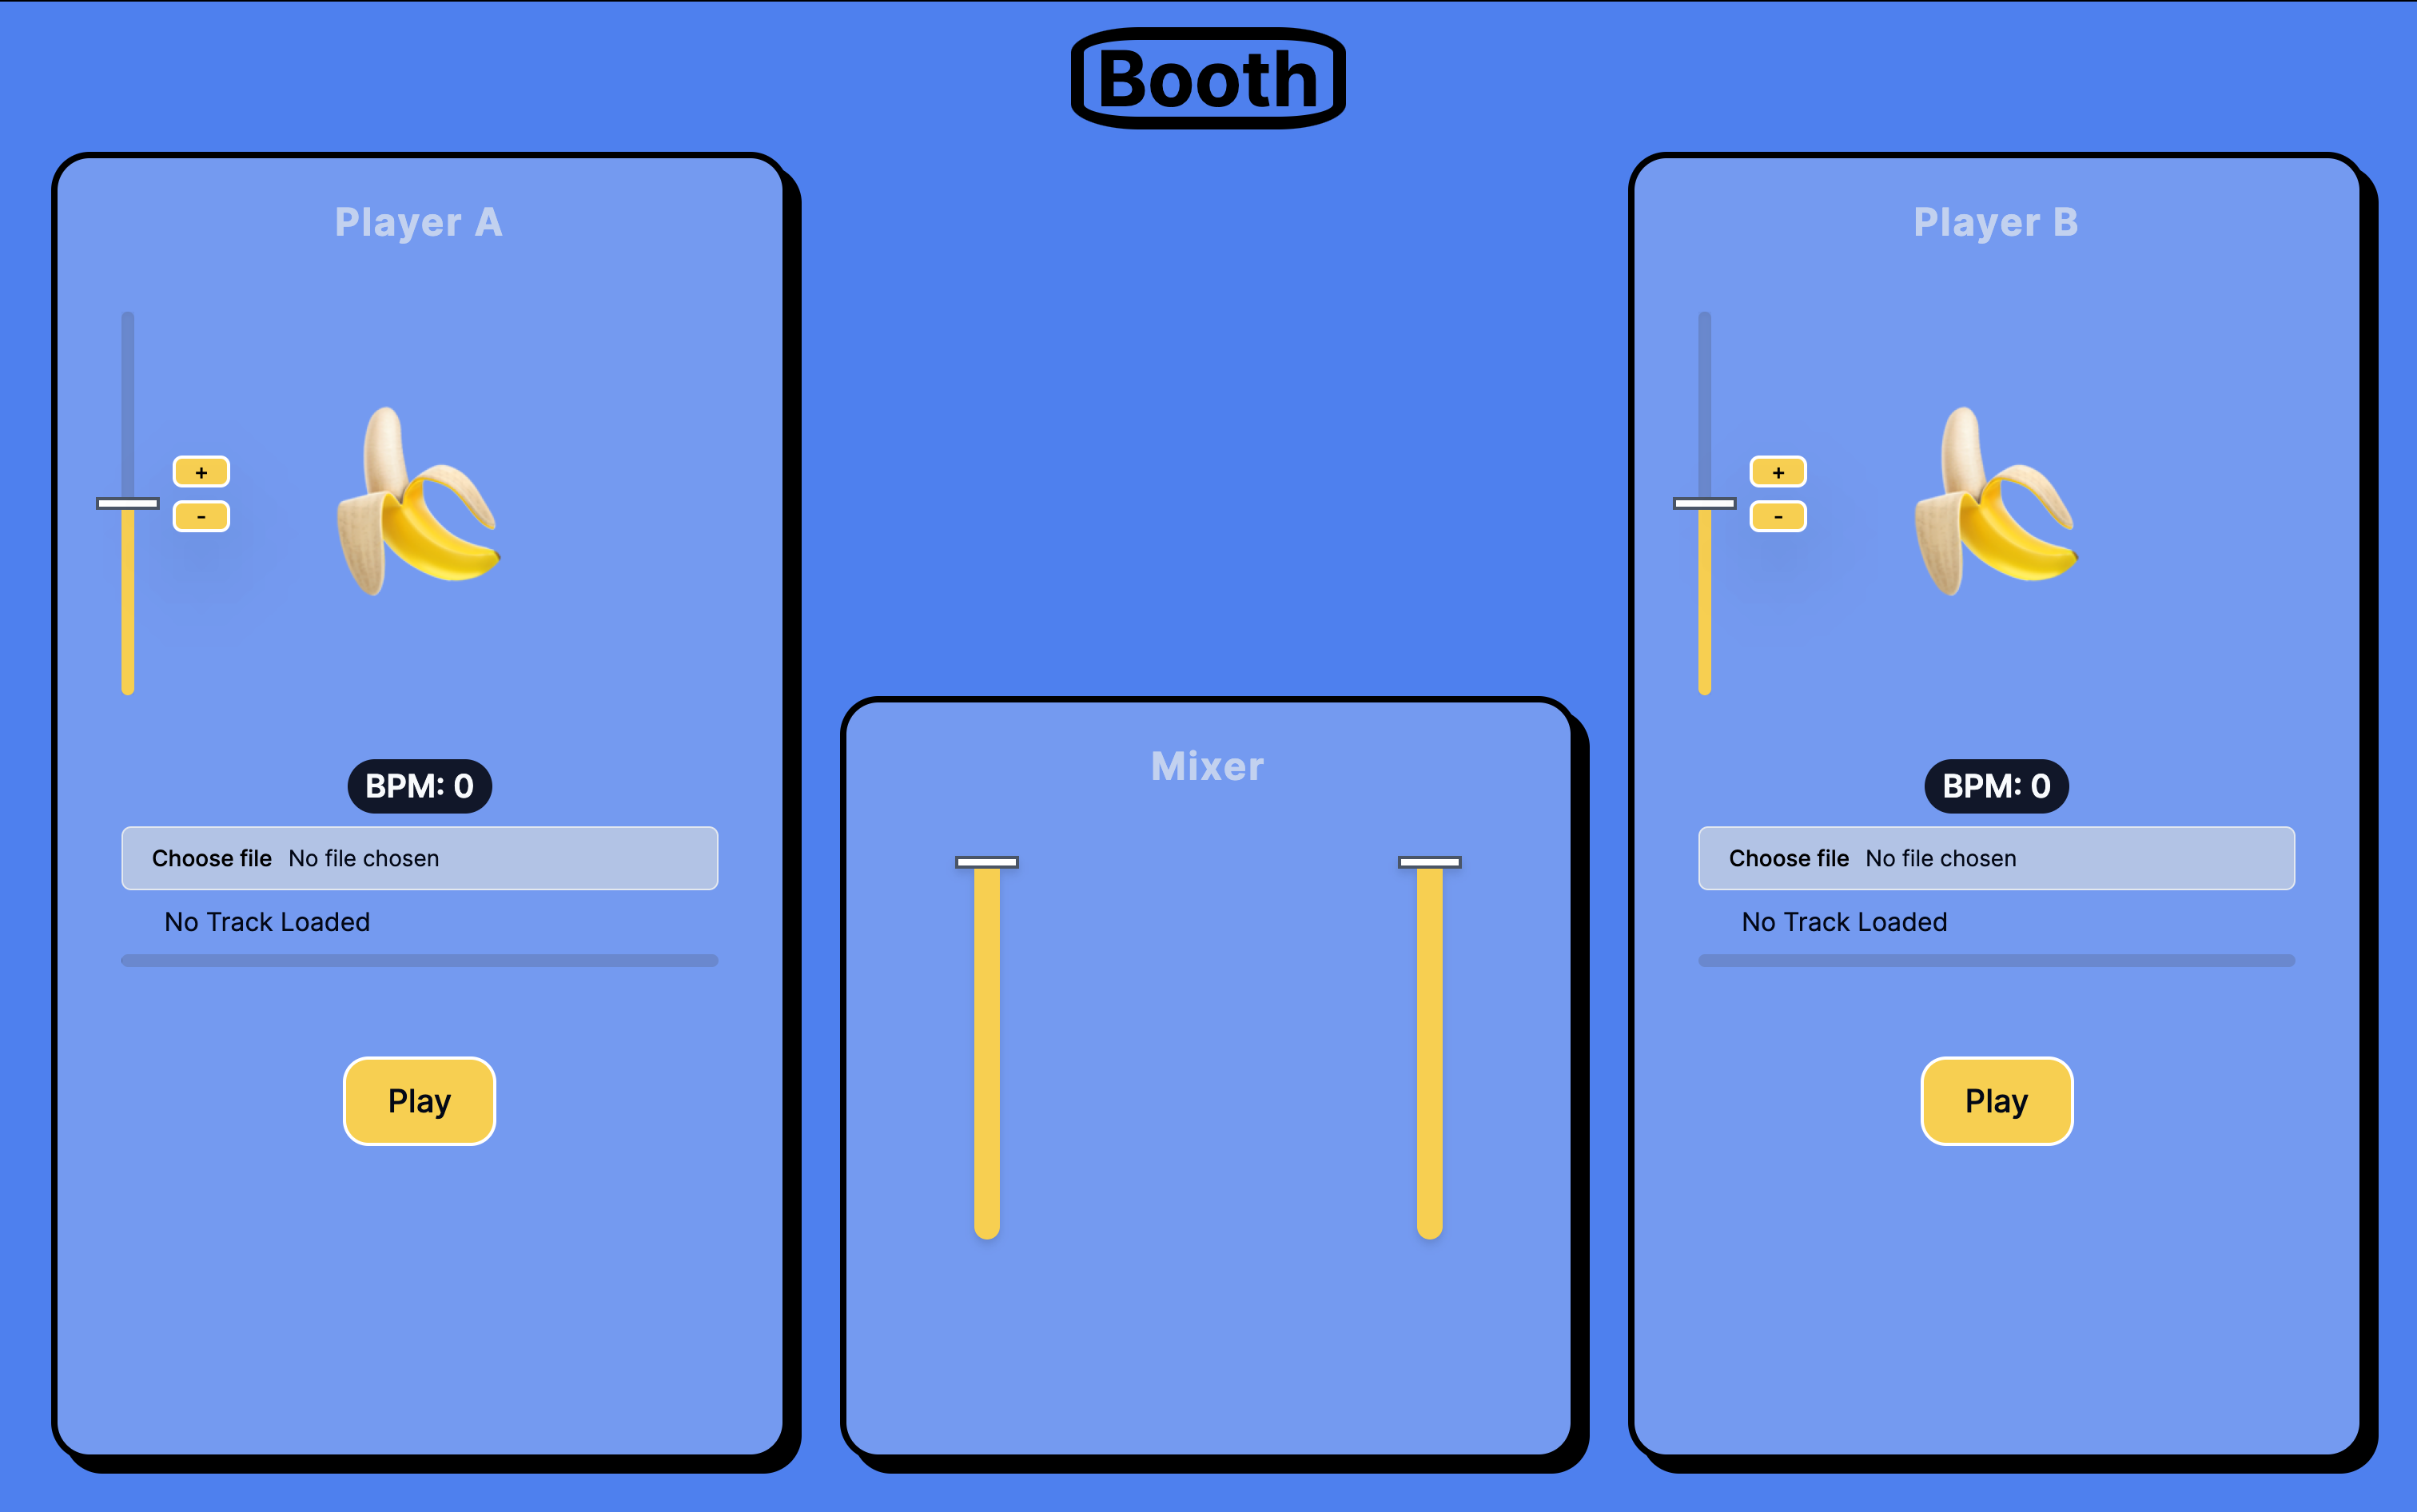 Booth
Player A
+
-
BPM: 0
Choose file No file chosen
No Track Loaded
Play
Mixer
Player B
+
-
BPM: 0
Choose file No file chosen
No Track Loaded
Play